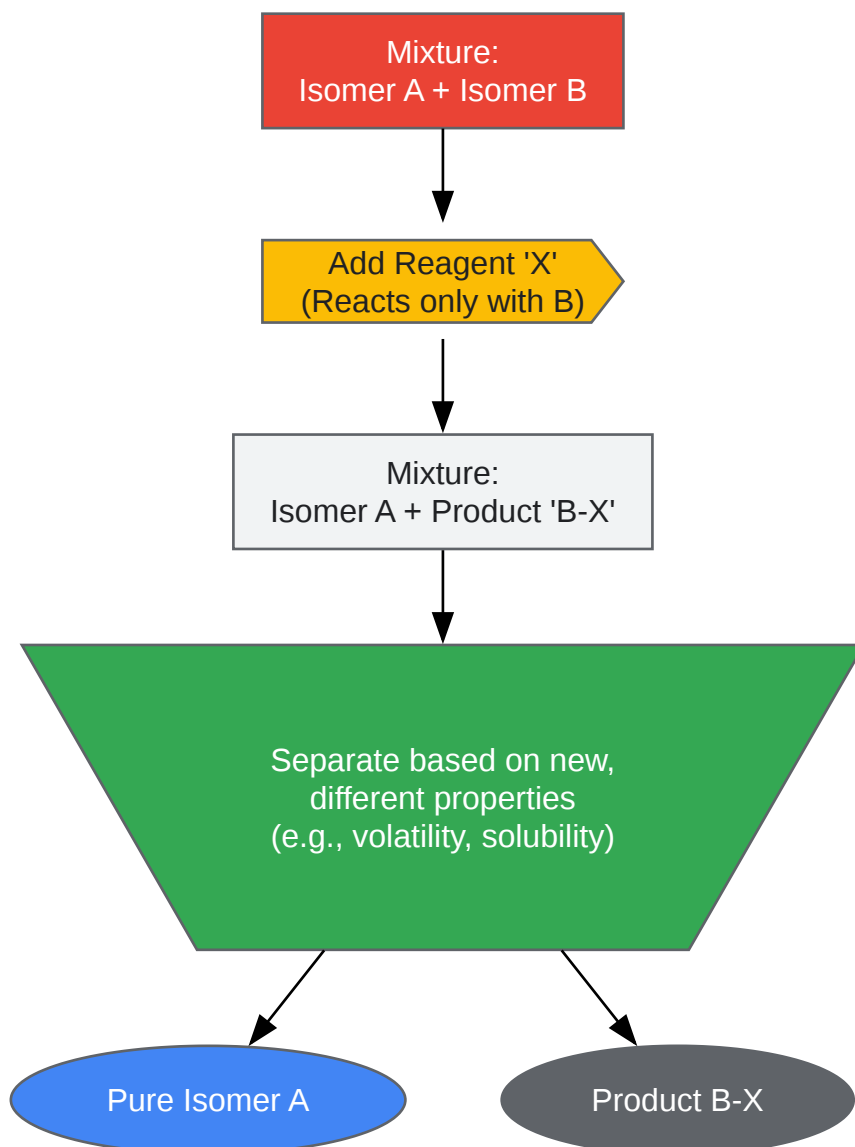 Mixture:
Isomer A + Isomer B
Add Reagent 'X'
(Reacts only with B)
Mixture:
Isomer A + Product 'B-X'
Separate based on new,
different properties
(e.g., volatility, solubility)
Pure Isomer A
Product B-X